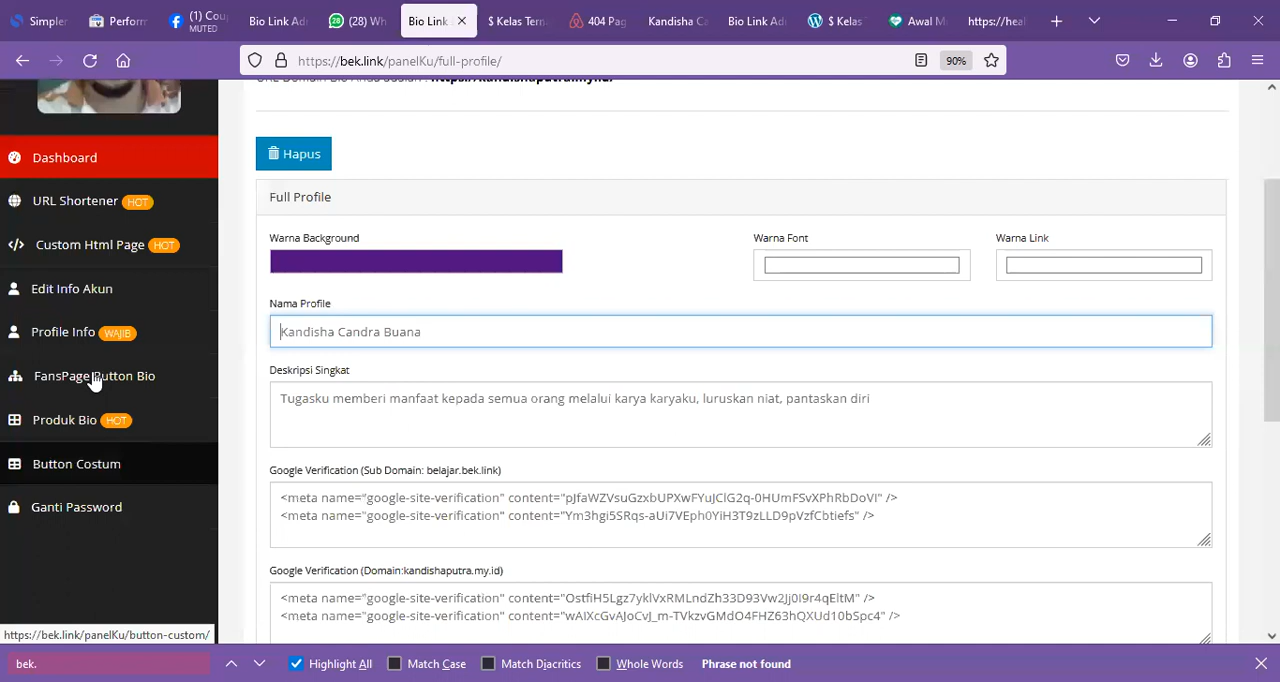 Simpler
Perform
(1) Cou
MUTED
Bio Link Ad
(28) Wh
Bio Link
$ Kelas Ter
404 Pag
Kandisha Ca
Bio Link Ad
$ Kelas
Awal M
https://heal
https://bek.link/panelKu/full-profile/
90%
Hapus
Dashboard
Full Profile
URL Shortener HOT
Warna Background
Warna Font
Warna Link
Custom Html Page HOT
Edit Info Akun
Nama Profile
Profile Info WAJIB
Kandisha Candra Buana
FansPage Button Bio
Deskripsi Singkat
Tugasku memberi manfaat kepada semua orang melalui karya karyaku, luruskan niat, pantaskan diri
Produk Bio HOT
Button Costum
Google Verification (Sub Domain: belajar.bek.link)
<meta name="google-site-verification" content="pJfaWZVsuGzxbUPXwFYuJClG2q-0HUmFSvXPhRbDoVI" />
Ganti Password
<meta name="google-site-verification" content="Ym3hgi5SRqs-aUi7VEph0YiH3T9zLLD9pVzfCbtiefs" />
Google Verification (Domain:kandishaputra.my.id)
<meta name="google-site-verification" content="OstfiH5Lgz7yklVxRMLndZh33D93Vw2Jj0I9r4qEltM" />
<meta name="google-site-verification" content="wAIXcGvAJoCvJ_m-TVkzvGMdO4FHZ63hQXUd10bSpc4" />
https://bek.link/panelKu/button-custom/
bek.
Highlight All
Match Case
Match Diacritics
Whole Words
Phrase not found